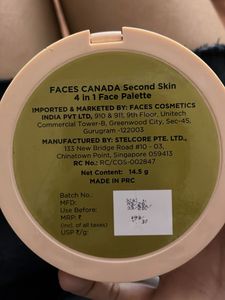 FACES CANADA Second Skin
4 in 1 Face Palette
IMPORTED & MARKETED BY: FACES COSMETICS
INDIA PVT LTD, 910 & 911, 9th Floor, Unitech
Commercial Tower-B, Greenwood City, Sec-45,
Gurugram -122003
MANUFACTURED BY: STELCORE PTE. LTD.,
133 New Bridge Road #10 - 03,
Chinatown Point, Singapore 059413
RC No.: RC/COS-002847
Net Content: 14.5 g
MADE IN PRC
Batch No.:
MFD:
Use Before:
MRP: ₹
(incl. of all taxes)
USP ₹/g: